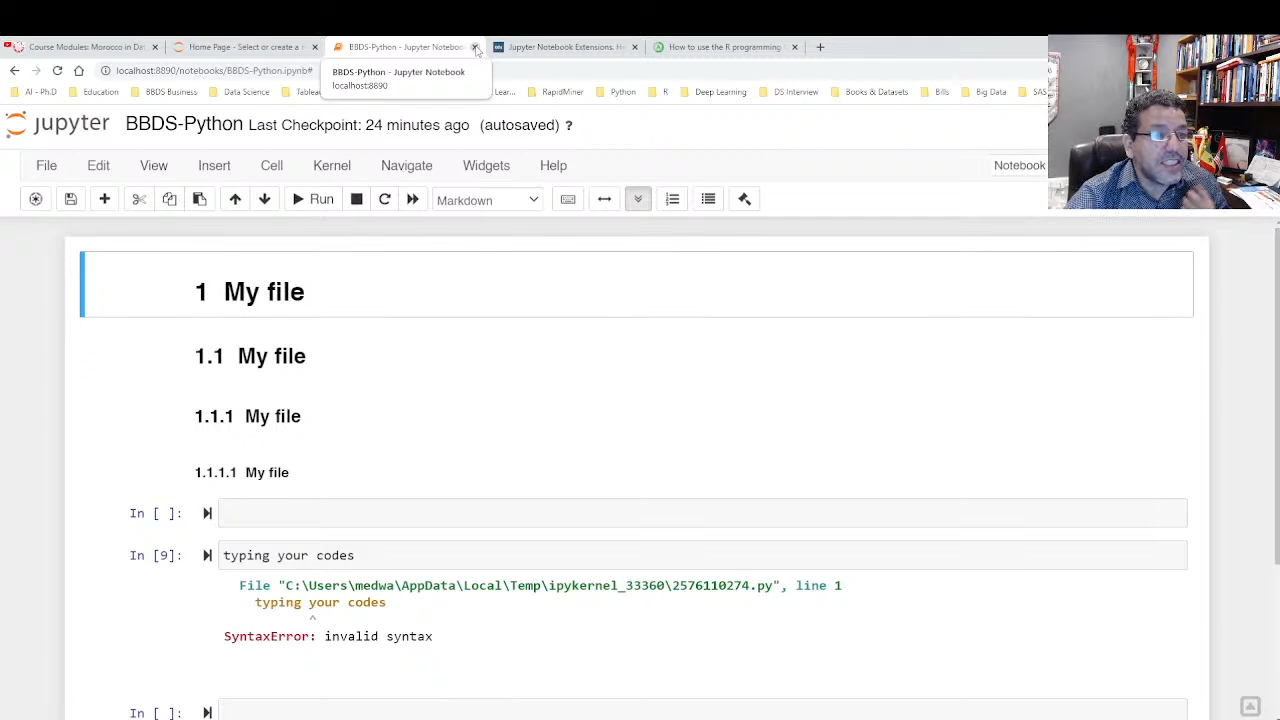 Course Modules: Morocco in Dat
Home Page - Select or create a n
BBDS-Python - Jupyter Notebook
Jupyter Notebook Extensions. He
How to use the R programming
localhost:8890/notebooks/BBDS-Python.ipynb#
BBDS-Python - Jupyter Notebook
localhost:8890
AI - Ph.D
Education
BBDS Business
Data Science
Tableau
Lear...
RapidMiner
Python
R
Deep Learning
DS Interview
Books & Datasets
Bills
Big Data
SAS
jupyter BBDS-Python Last Checkpoint: 24 minutes ago (autosaved) ?
File Edit View Insert Cell Kernel Navigate Widgets Help Notebook
Run Markdown
1 My file
1.1 My file
1.1.1 My file
1.1.1.1 My file
In [ ]:
In [9]: typing your codes
File "C:\Users\medwa\AppData\Local\Temp\ipykernel_33360\2576110274.py", line 1
typing your codes
^
SyntaxError: invalid syntax
In [ ]: